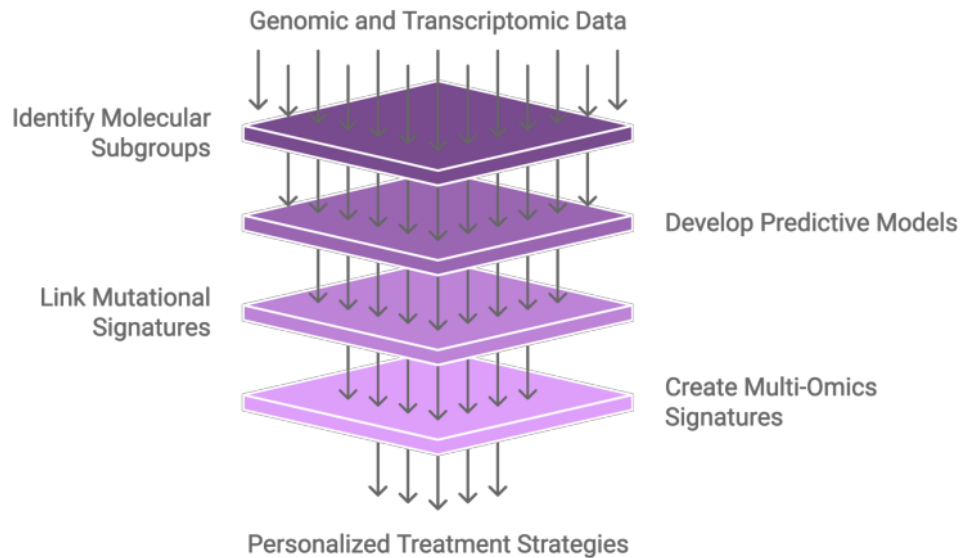 Genomic and Transcriptomic Data
Identify Molecular
Subgroups
Develop Predictive Models
Link Mutational
Signatures
Create Multi-Omics
Signatures
Personalized Treatment Strategies